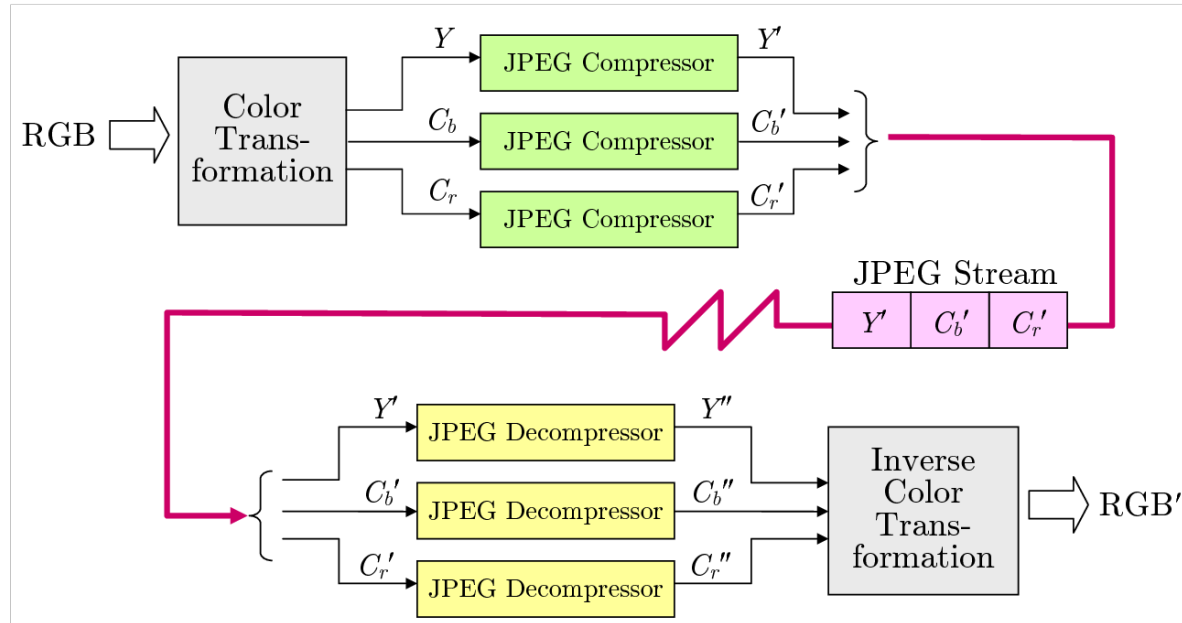 RGB
Color
Trans-
formation
Y
JPEG Compressor
Y′
C_b
JPEG Compressor
C_b′
C_r
JPEG Compressor
C_r′
JPEG Stream
Y′ C_b′ C_r′
Y′
JPEG Decompressor
Y″
C_b′
JPEG Decompressor
C_b″
C_r′
JPEG Decompressor
C_r″
Inverse
Color
Trans-
formation
RGB′